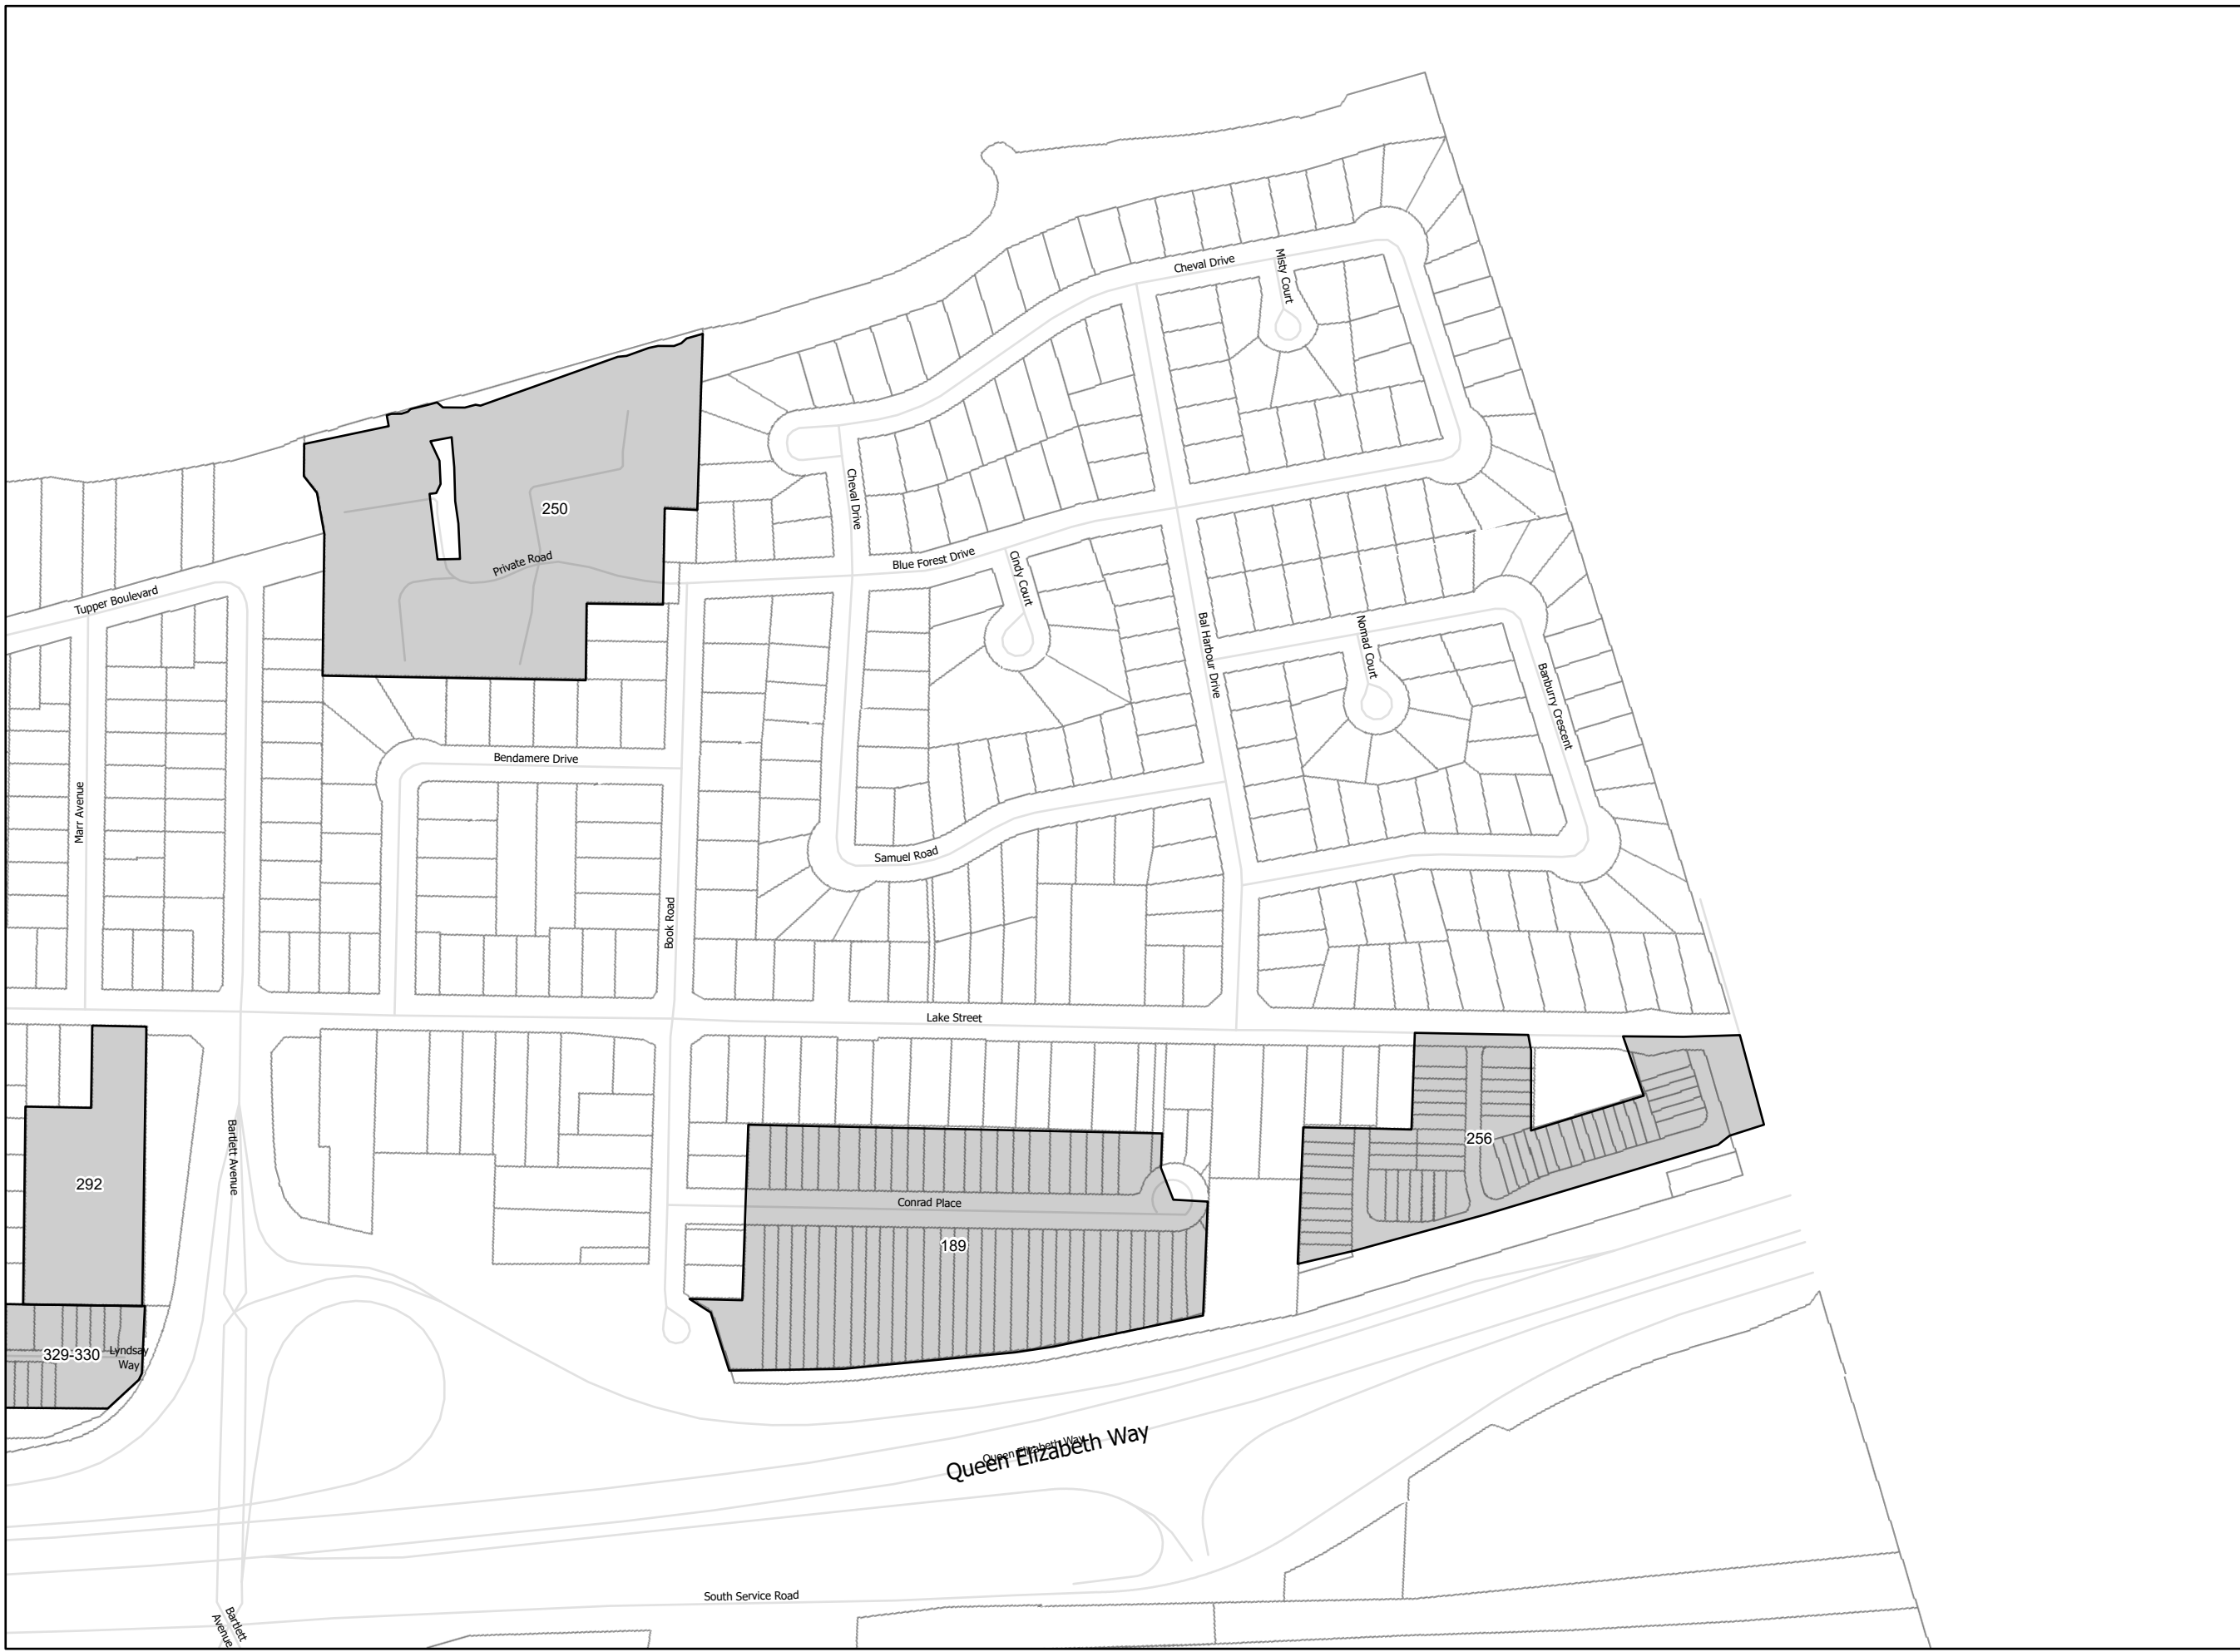 Misty Court
Cheval Drive
Cheval Drive
250
Private Road
Blue Forest Drive
Cindy Court
Tupper Boulevard
Bal Harbour Drive
Nomad Court
Banburry Crescent
Bendamere Drive
Marr Avenue
Samuel Road
Book Road
Lake Street
Bartlett Avenue
256
292
Conrad Place
189
329-330
Lyndsay
Way
Queen Elizabeth Way
Queen Elizabeth Way
South Service Road
Bartlett
Avenue